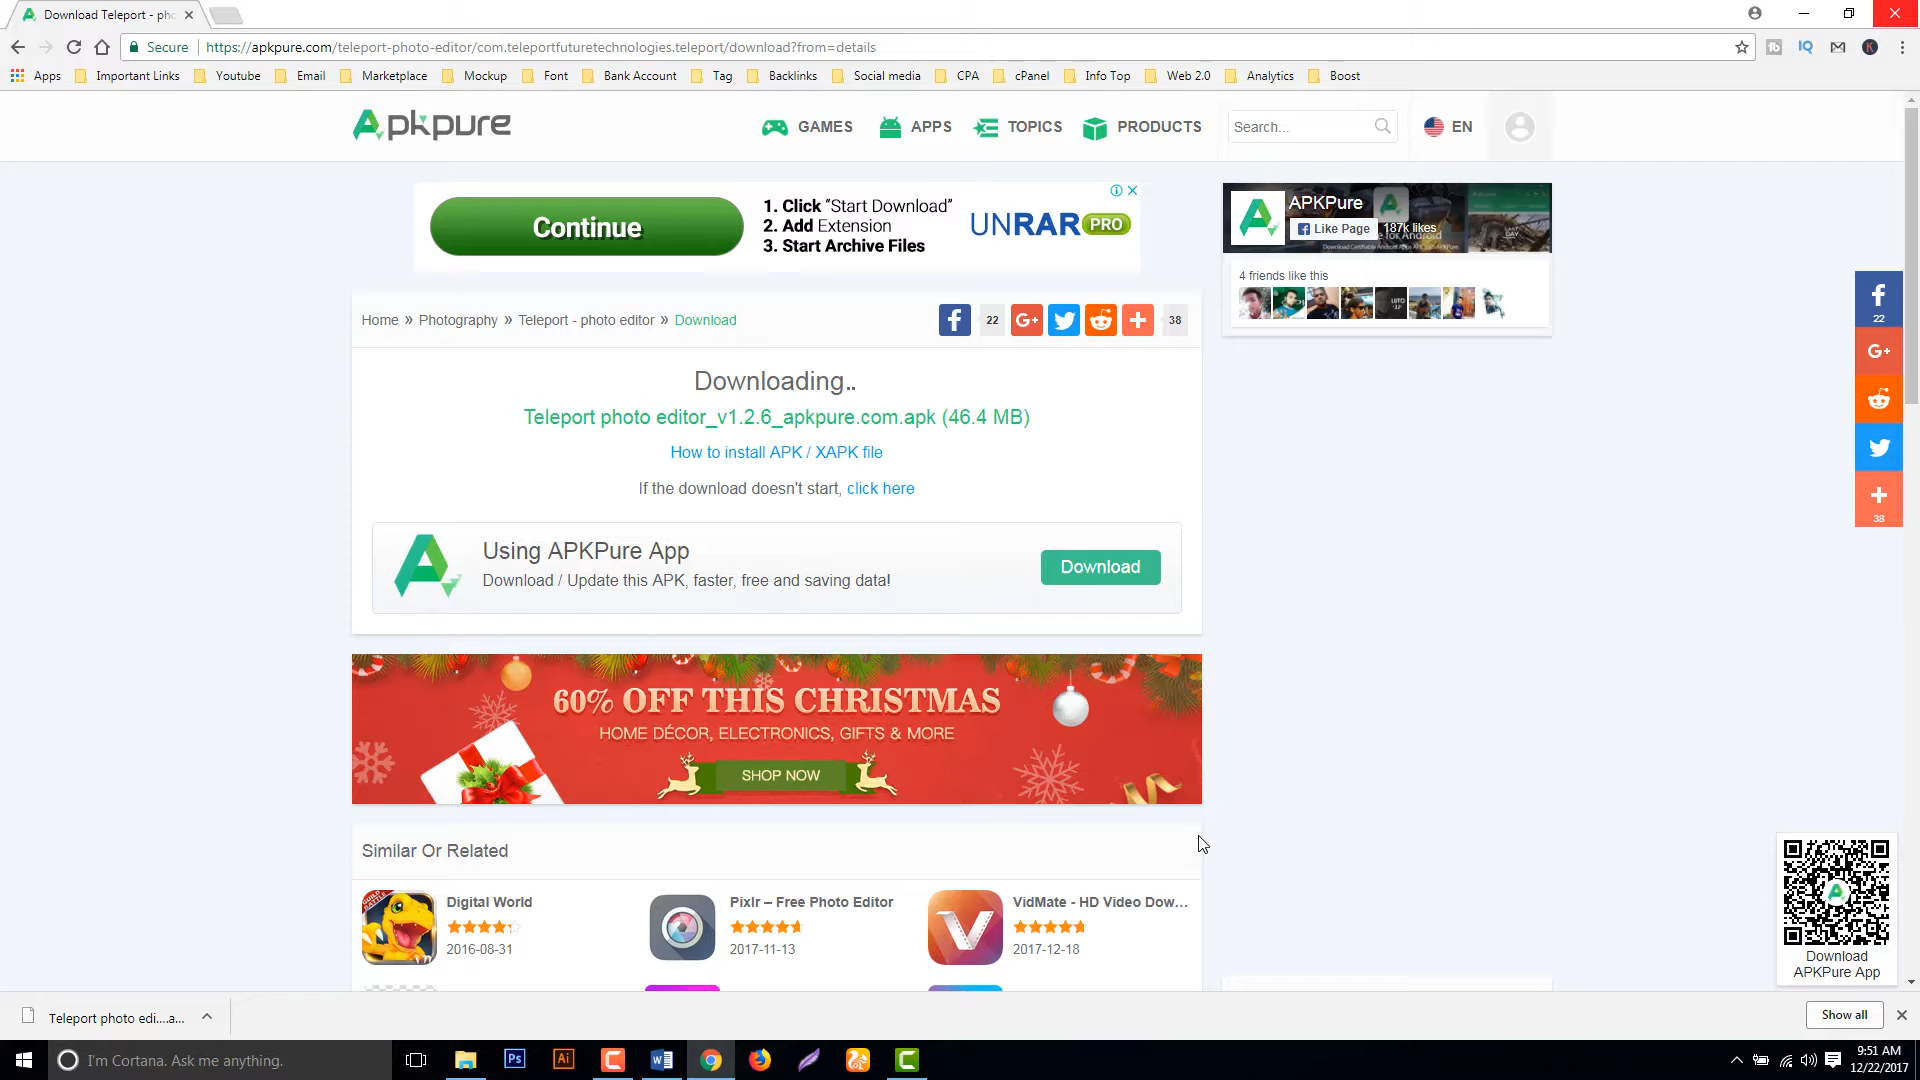 Download Teleport - pho
Secure
https://apkpure.com/teleport-photo-editor/com.teleportfuturetechnologies.teleport/download?from=details
Apps
Important Links
Youtube
Email
Marketplace
Mockup
Font
Bank Account
Tag
Backlinks
Social media
CPA
cPanel
Info Top
Web 2.0
Analytics
Boost
Apkpure
GAMES
APPS
TOPICS
PRODUCTS
Search...
EN
Continue
1. Click "Start Download"
2. Add Extension
3. Start Archive Files
UNRAR PRO
APKPure
Like Page
187k likes
4 friends like this
Home » Photography » Teleport - photo editor » Download
22
G+
38
Downloading..
Teleport photo editor_v1.2.6_apkpure.com.apk (46.4 MB)
How to install APK / XAPK file
If the download doesn't start, click here
Using APKPure App
Download / Update this APK, faster, free and saving data!
Download
22
G+
38
60% OFF THIS CHRISTMAS
HOME DÉCOR, ELECTRONICS, GIFTS & MORE
SHOP NOW
Similar Or Related
Digital World
2016-08-31
Pixlr – Free Photo Editor
2017-11-13
VidMate - HD Video Dow...
2017-12-18
Download
APKPure App
Teleport photo edi....a...
Show all
I'm Cortana. Ask me anything.
Ps
Ai
9:51 AM
12/22/2017